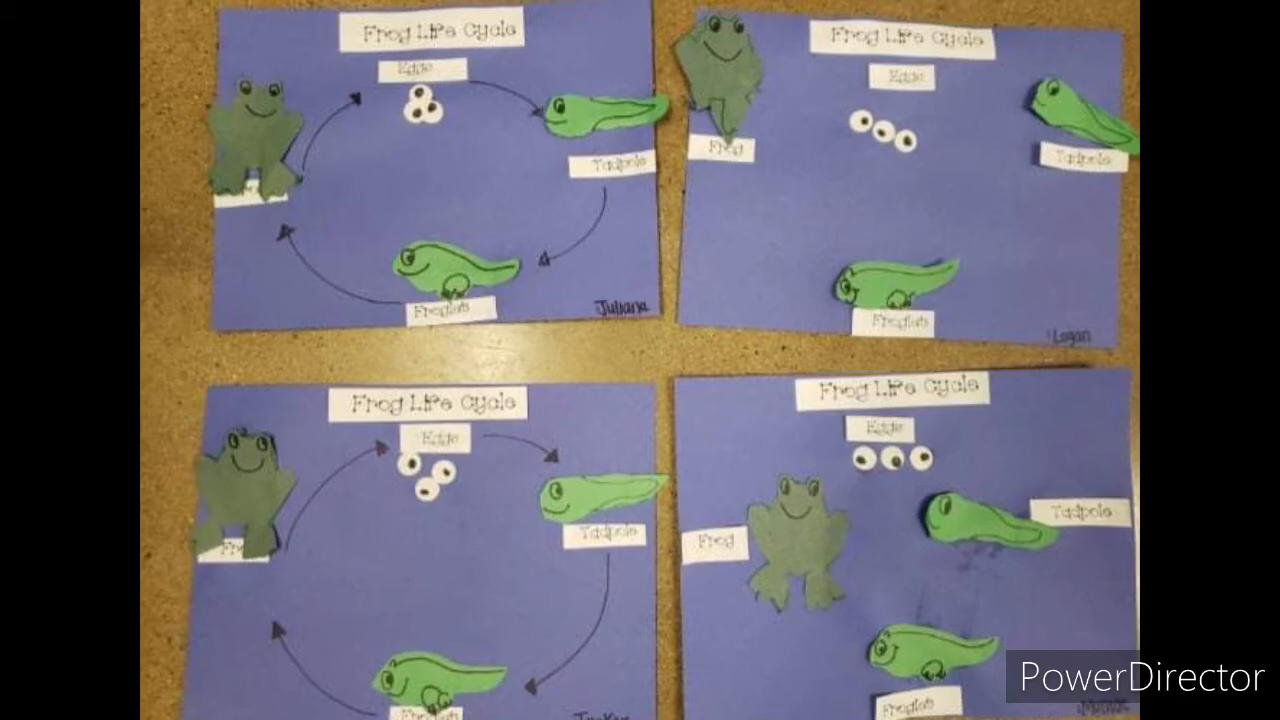 Frog Life Cycle
Eggs
Tadpole
Froglet
Juliana
Frog Life Cycle
Eggs
Frog
Tadpole
Froglet
Logan
Frog Life Cycle
Eggs
Tadpole
Froglet
Frog Life Cycle
Eggs
Tadpole
Frog
Froglet
PowerDirector